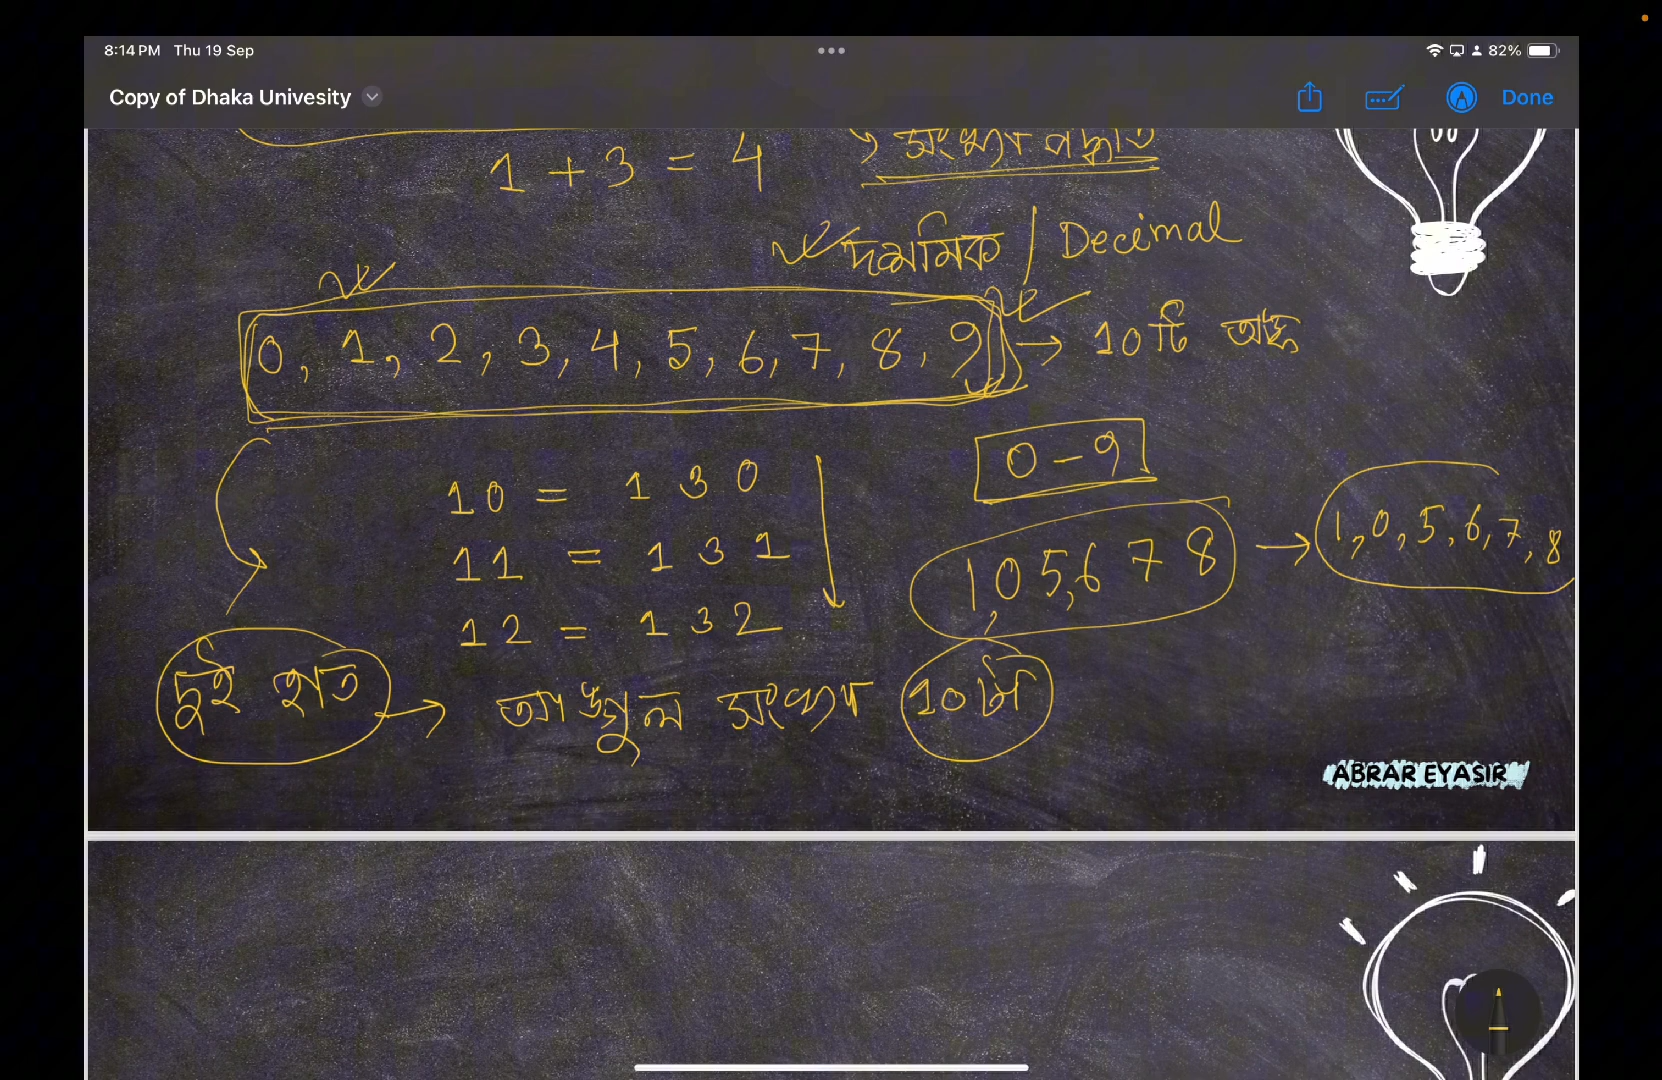 8:14 PM Thu 19 Sep
82%
Copy of Dhaka Univesity
Done
1 + 3 = 4
সংখ্যা পদ্ধতি
দশমিক / Decimal
0, 1, 2, 3, 4, 5, 6, 7, 8, 9 → 10টি অঙ্ক
0 – 9
10 = 1 3 0
11 = 1 3 1
12 = 1 3 2
1,0 5,6 7 8 → 1,0,5,6,7,8
দুই হাত → আঙ্গুল সংখ্যা 10টা
ABRAR EYASIR